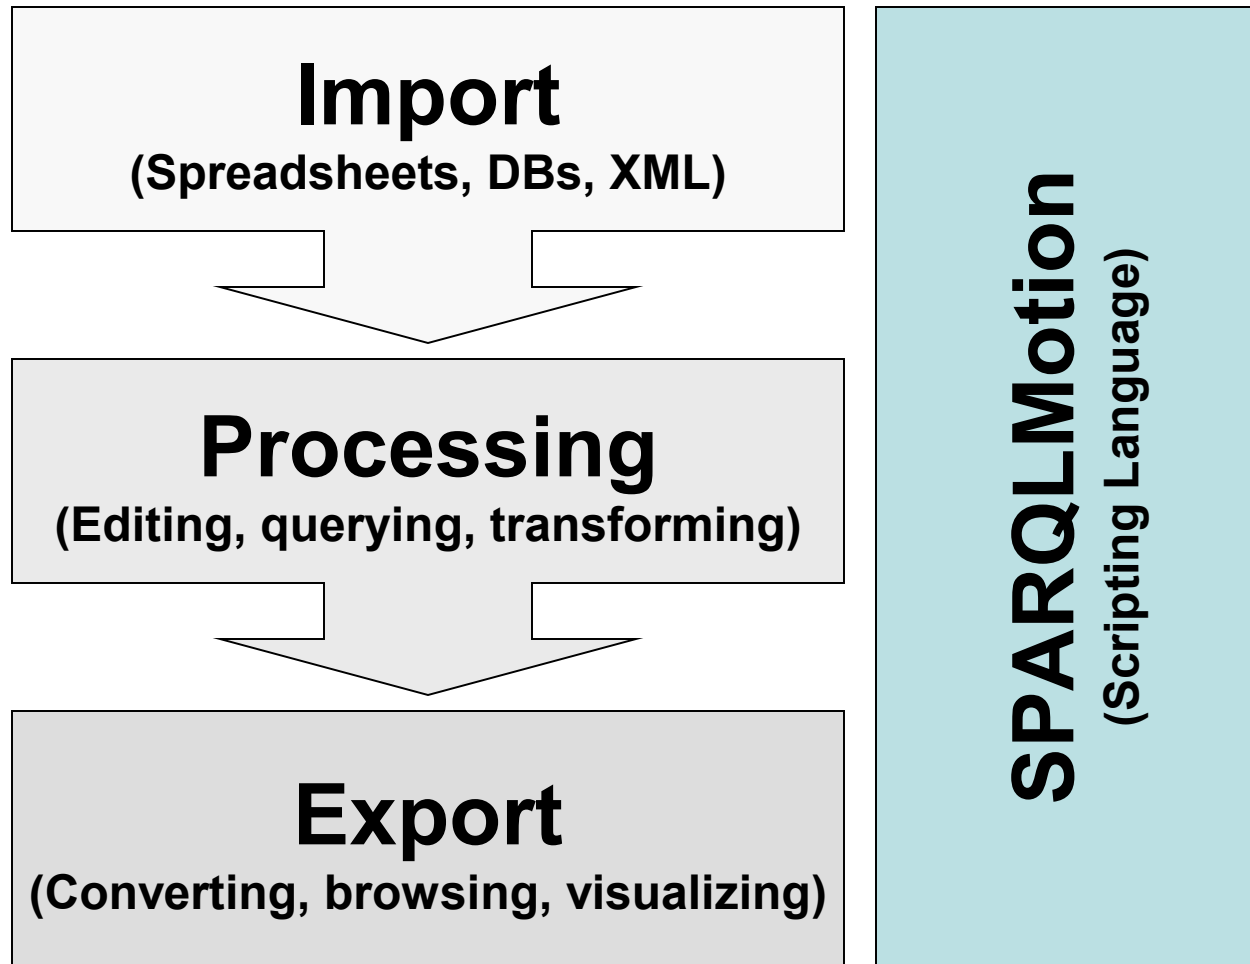 Import
(Spreadsheets, DBs, XML)
Processing
(Editing, querying, transforming)
Export
(Converting, browsing, visualizing)
SPARQLMotion
(Scripting Language)